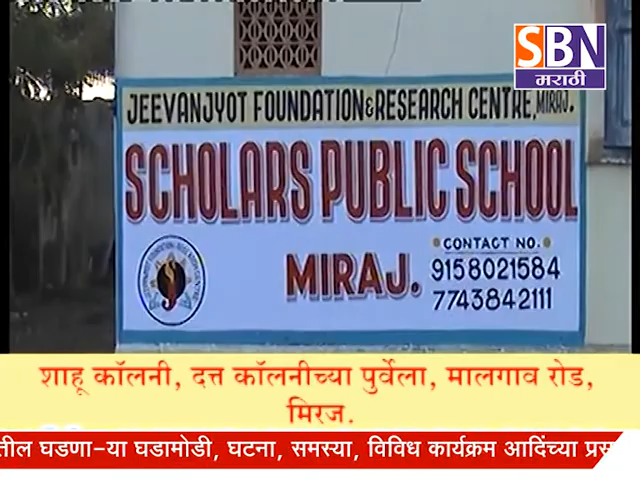 SBN
मराठी
JEEVANJYOT FOUNDATION & RESEARCH CENTRE, MIRAJ.
SCHOLARS PUBLIC SCHOOL
MIRAJ.
CONTACT NO.
9158021584
7743842111
शाहू कॉलनी, दत्त कॉलनीच्या पुर्वेला, मालगाव रोड,
मिरज.
तील घडणा-या घडामोडी, घटना, समस्या, विविध कार्यक्रम आदिंच्या प्रस